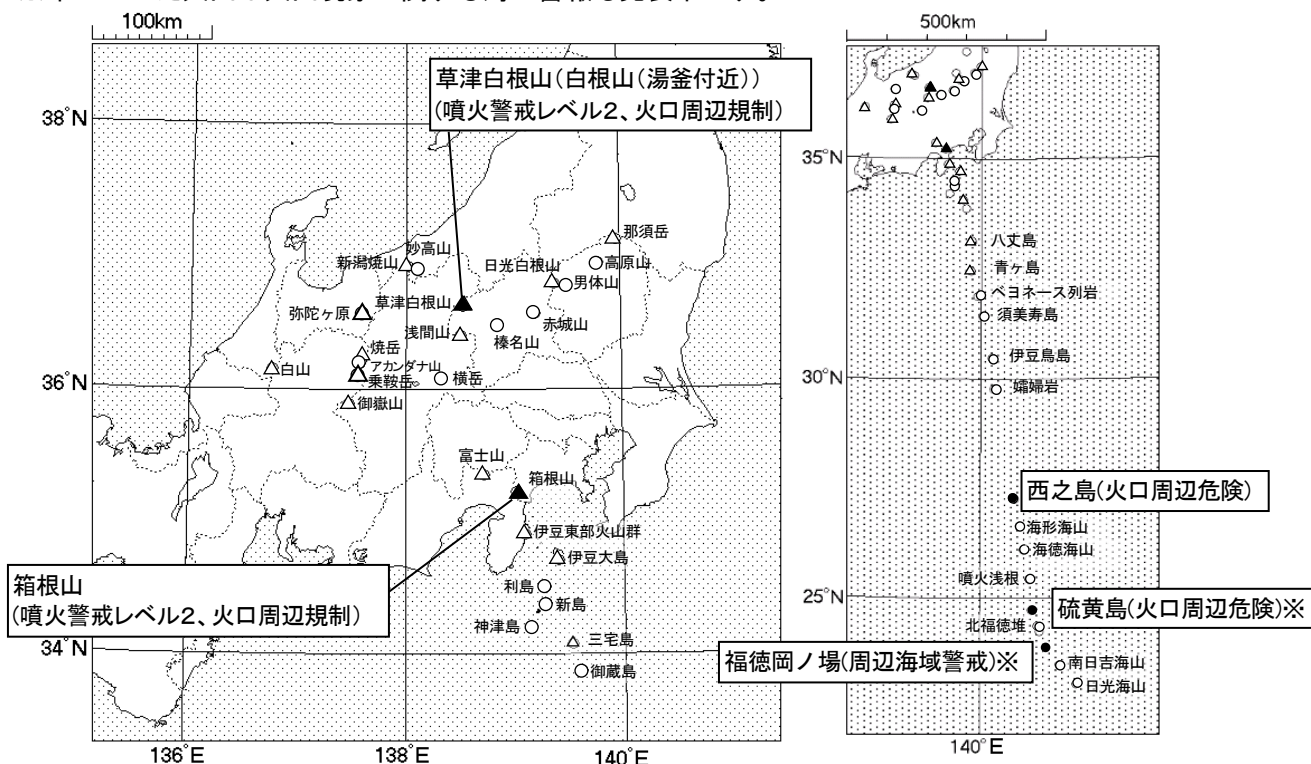 100km
草津白根山(白根山(湯釜付近))
(噴火警戒レベル2、火口周辺規制)
38°N
那須岳
妙高山
新潟焼山
日光白根山
高原山
男体山
草津白根山
弥陀ヶ原
赤城山
浅間山
榛名山
焼岳
アカンダナ山
白山
乗鞍岳
横岳
36°N
御嶽山
富士山
箱根山
伊豆東部火山群
伊豆大島
箱根山
(噴火警戒レベル2、火口周辺規制)
利島
新島
神津島
三宅島
34°N
御蔵島
136°E
138°E
140°E
500km
35°N
八丈島
青ヶ島
ベヨネース列岩
須美寿島
伊豆鳥島
30°N
孀婦岩
西之島(火口周辺危険)
海形海山
海徳海山
噴火浅根
25°N
硫黄島(火口周辺危険)※
北福徳堆
福徳岡ノ場(周辺海域警戒)※
南日吉海山
日光海山
140°E